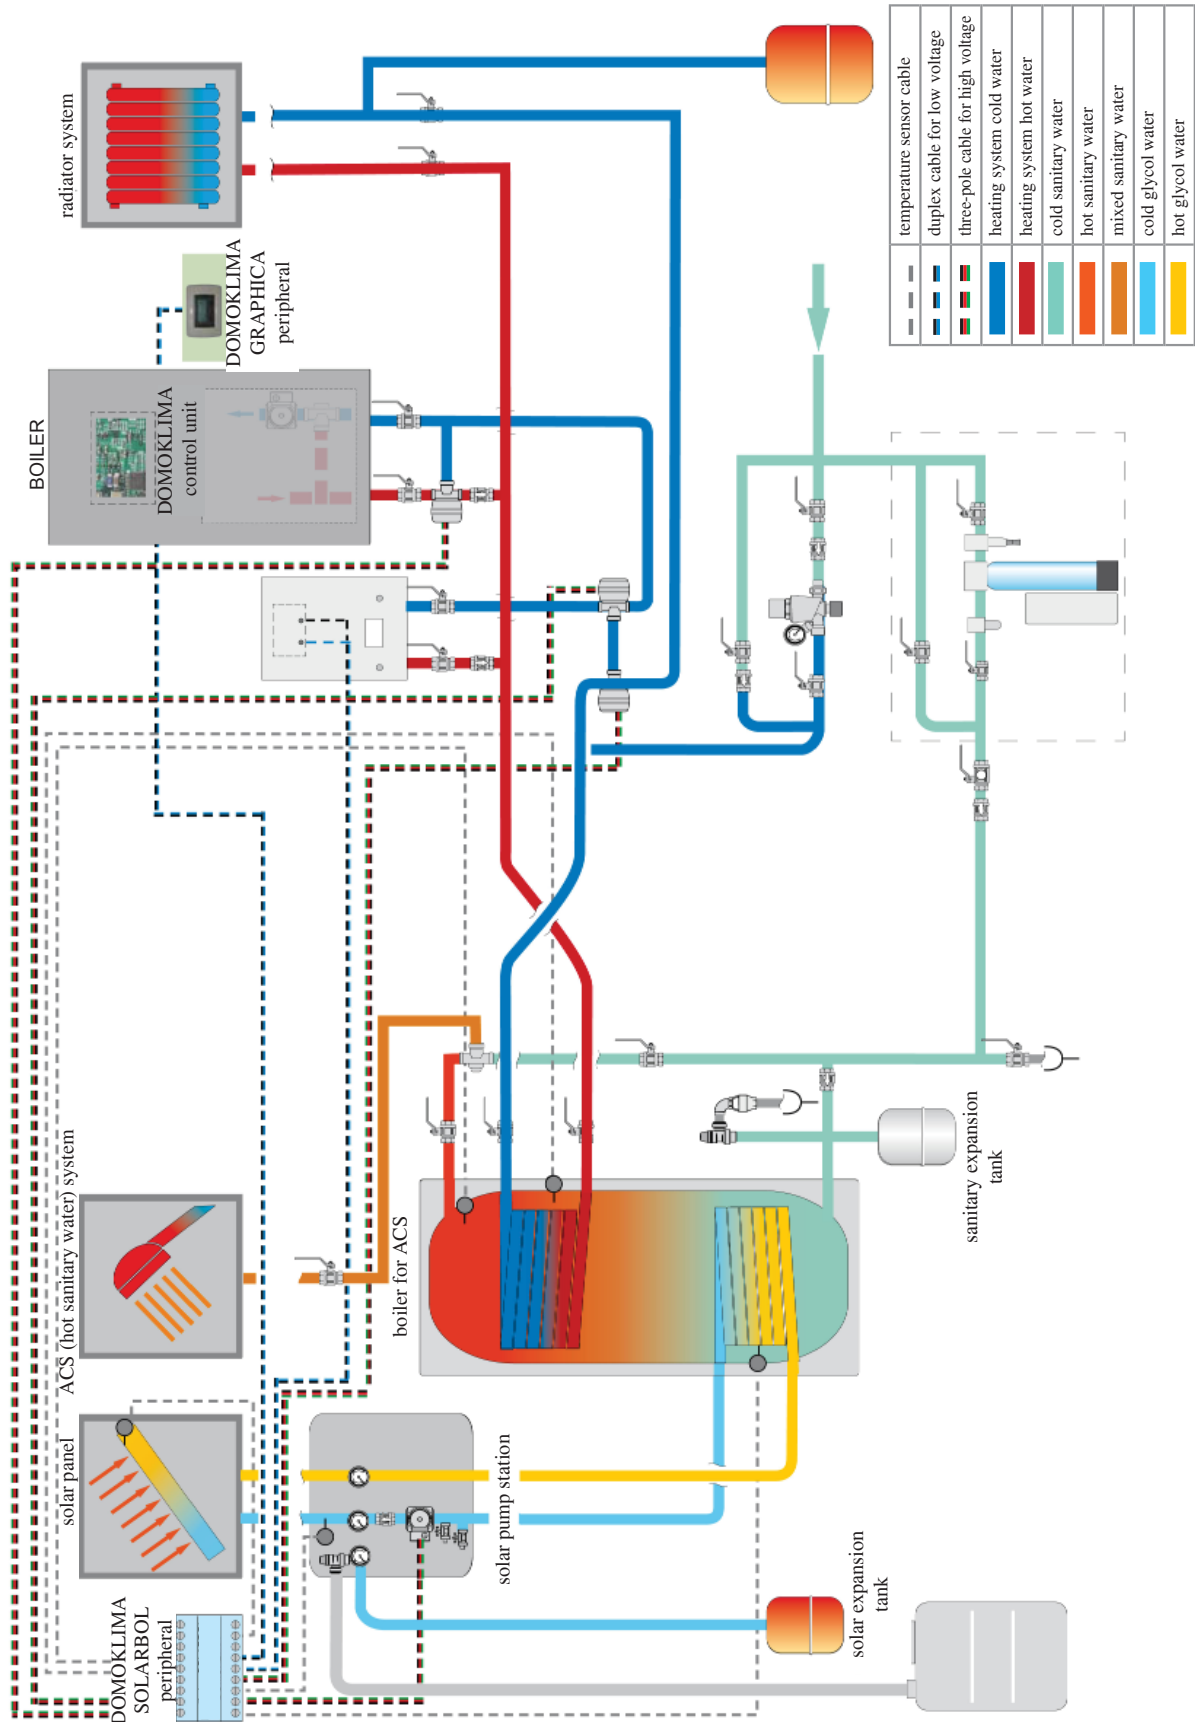 radiator system
DOMOKLIMA
GRAPHICA
peripheral
BOILER
DOMOKLIMA
control unit
ACS (hot sanitary water) system
boiler for ACS
solar panel
solar pump station
DOMOKLIMA
SOLARBOL
peripheral
solar expansion
tank
sanitary expansion
tank
temperature sensor cable
duplex cable for low voltage
three-pole cable for high voltage
heating system cold water
heating system hot water
cold sanitary water
hot sanitary water
mixed sanitary water
cold glycol water
hot glycol water